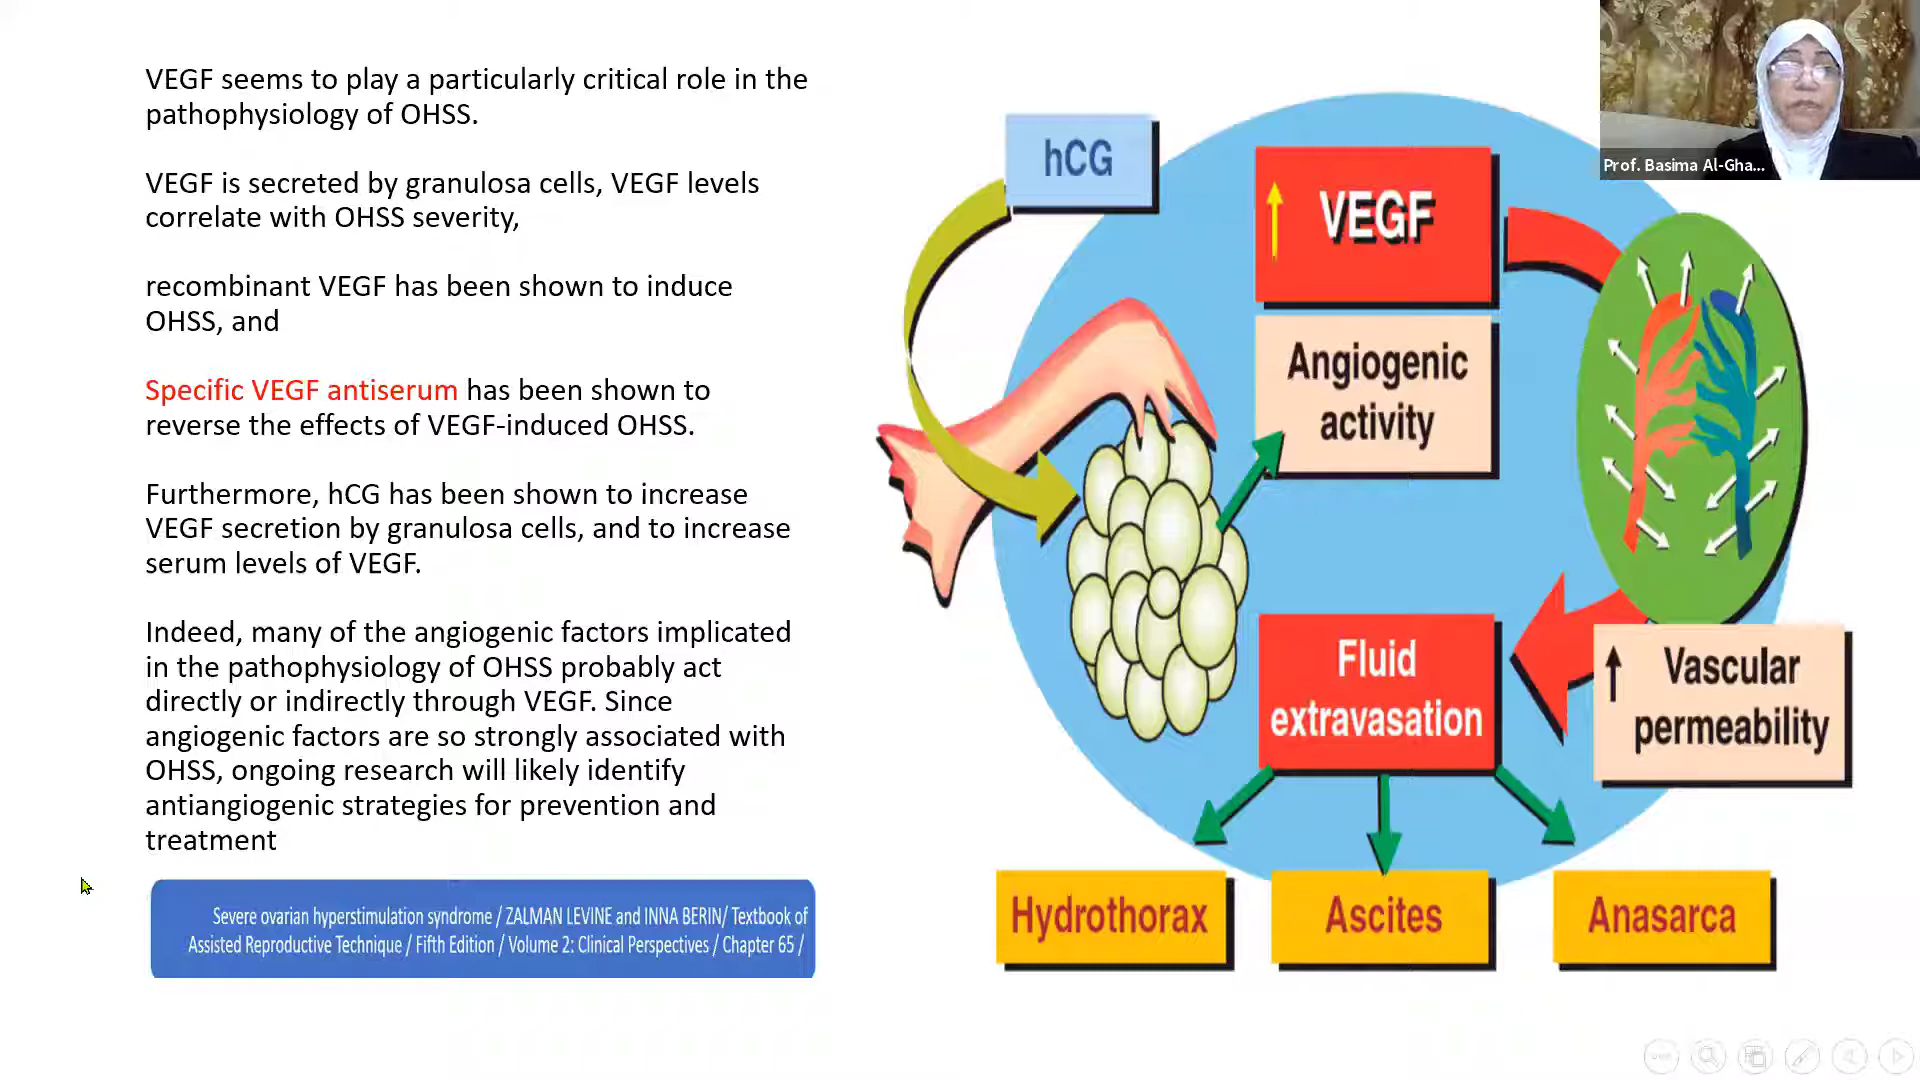 VEGF seems to play a particularly critical role in the
pathophysiology of OHSS.
VEGF is secreted by granulosa cells, VEGF levels
correlate with OHSS severity,
recombinant VEGF has been shown to induce
OHSS, and
Specific VEGF antiserum has been shown to
reverse the effects of VEGF-induced OHSS.
Furthermore, hCG has been shown to increase
VEGF secretion by granulosa cells, and to increase
serum levels of VEGF.
Indeed, many of the angiogenic factors implicated
in the pathophysiology of OHSS probably act
directly or indirectly through VEGF. Since
angiogenic factors are so strongly associated with
OHSS, ongoing research will likely identify
antiangiogenic strategies for prevention and
treatment
Severe ovarian hyperstimulation syndrome / ZALMAN LEVINE and INNA BERIN/ Textbook of
Assisted Reproductive Technique / Fifth Edition / Volume 2: Clinical Perspectives / Chapter 65 /
hCG
VEGF
Angiogenic
activity
Fluid
extravasation
Vascular
permeability
Hydrothorax
Ascites
Anasarca
Prof. Basima Al-Gha...